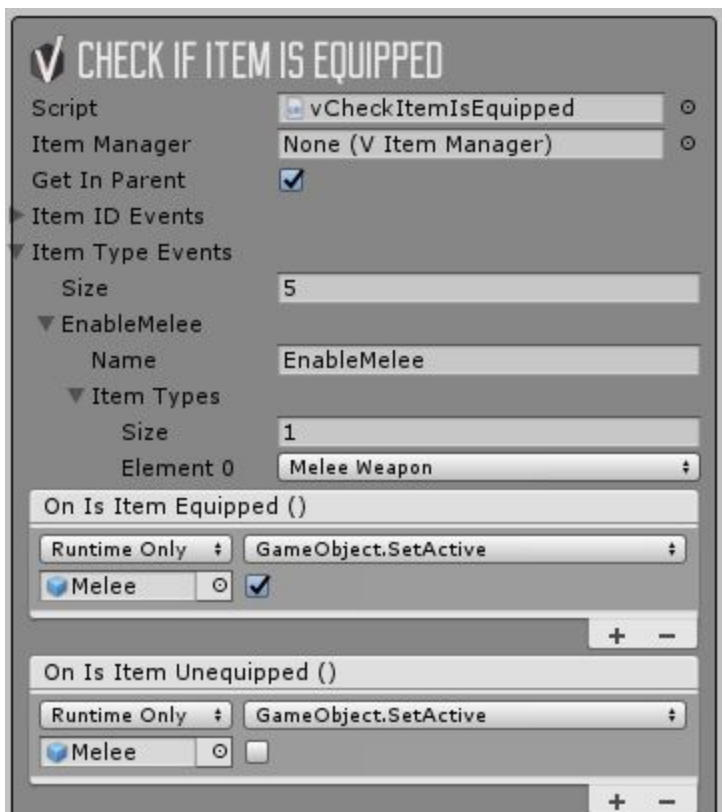 CHECK IF ITEM IS EQUIPPED
Script vCheckItemIsEquipped
Item Manager None (V Item Manager)
Get In Parent
Item ID Events
Item Type Events
Size 5
EnableMelee
Name EnableMelee
Item Types
Size 1
Element 0 Melee Weapon
On Is Item Equipped ()
Runtime Only GameObject.SetActive
Melee
+ −
On Is Item Unequipped ()
Runtime Only GameObject.SetActive
Melee
+ −